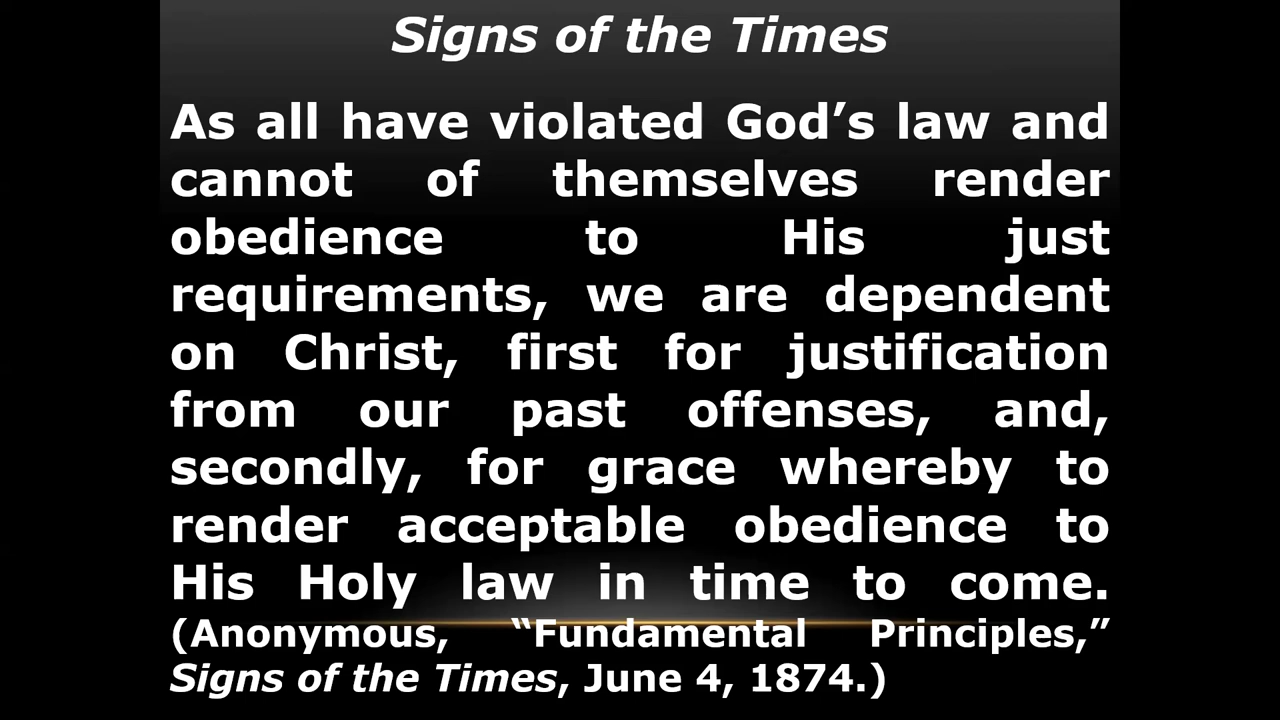 Signs of the Times
As all have violated God’s law and
cannot of themselves render
obedience to His just
requirements, we are dependent
on Christ, first for justification
from our past offenses, and,
secondly, for grace whereby to
render acceptable obedience to
His Holy law in time to come.
(Anonymous, “Fundamental Principles,”
Signs of the Times, June 4, 1874.)